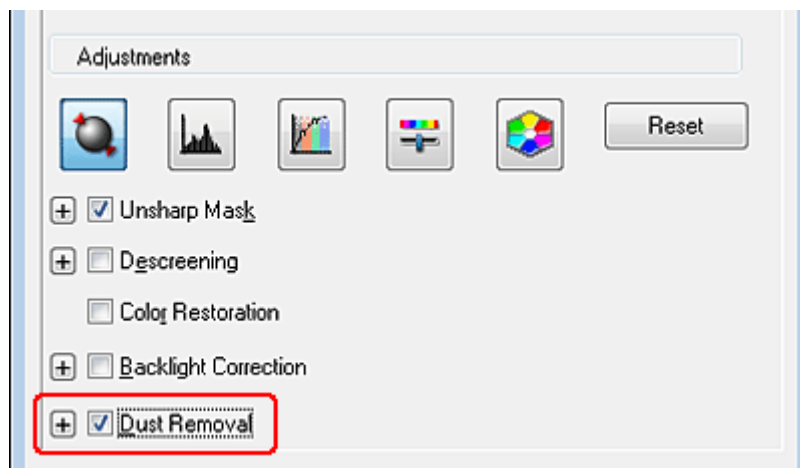 Adjustments
Reset
Unsharp Mask
Descreening
Color Restoration
Backlight Correction
Dust Removal